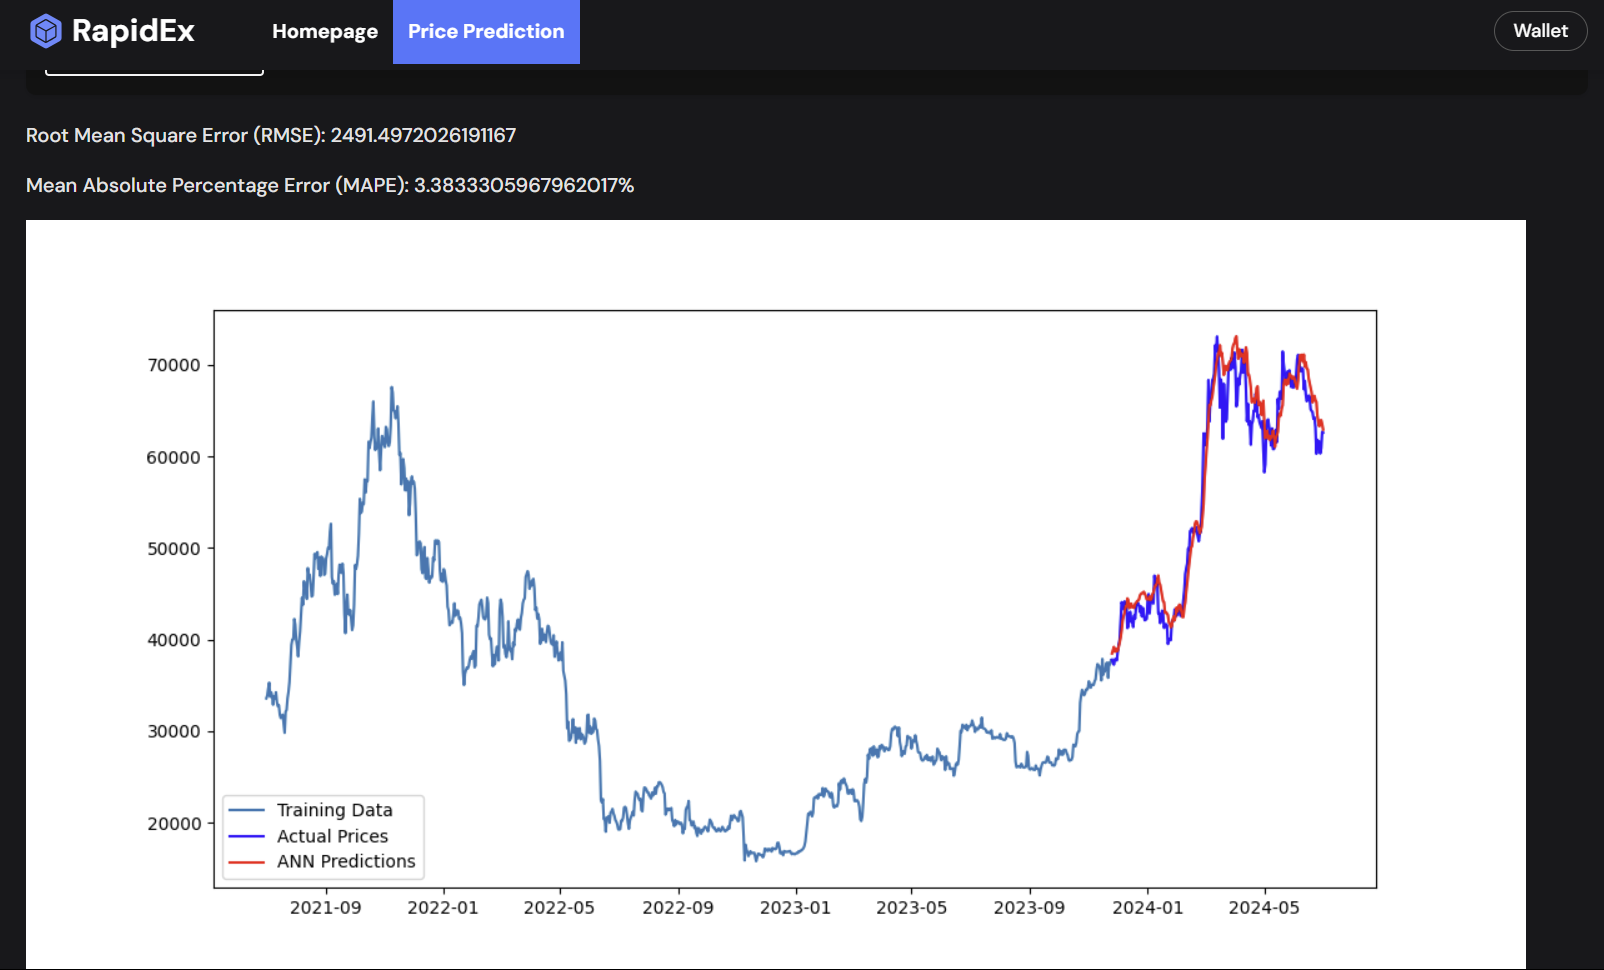 RapidEx Homepage Price Prediction Wallet
Root Mean Square Error (RMSE): 2491.4972026191167
Mean Absolute Percentage Error (MAPE): 3.3833305967962017%
70000
60000
50000
40000
30000
20000
Training Data
Actual Prices
ANN Predictions
2021-09 2022-01 2022-05 2022-09 2023-01 2023-05 2023-09 2024-01 2024-05